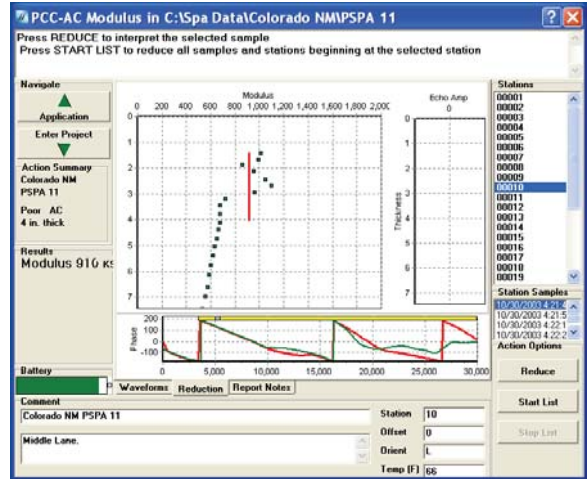 PCC-AC Modulus in C:\Spa Data\Colorado NM\PSPA 11
Press REDUCE to interpret the selected sample
Press START LIST to reduce all samples and stations beginning at the selected station
Navigate
Application
Enter Project
Action Summary
Colorado NM
PSPA 11
Poor AC
4 in. thick
Results
Modulus 910 KS
Battery
Modulus
0 200 400 600 800 1,000 1,200 1,400 1,600 1,800 2,00
0
1
2
3
4
5
6
7
Echo Amp
0
Thickness
0
1
2
3
4
5
6
7
Phase
200
100
0
-100
0 5,000 10,000 15,000 20,000 25,000 30,000
Waveforms Reduction Report Notes
Stations
00001
00002
00003
00004
00005
00006
00007
00008
00009
00010
00011
00012
00013
00014
00015
00016
00017
00018
00019
Station Samples
10/30/2003 4:21:5
10/30/2003 4:22:1
10/30/2003 4:22:2
Action Options
Reduce
Start List
Stop List
Comment
Colorado NM PSPA 11
Middle Lane.
Station 10
Offset 0
Orient L
Temp (F) 66